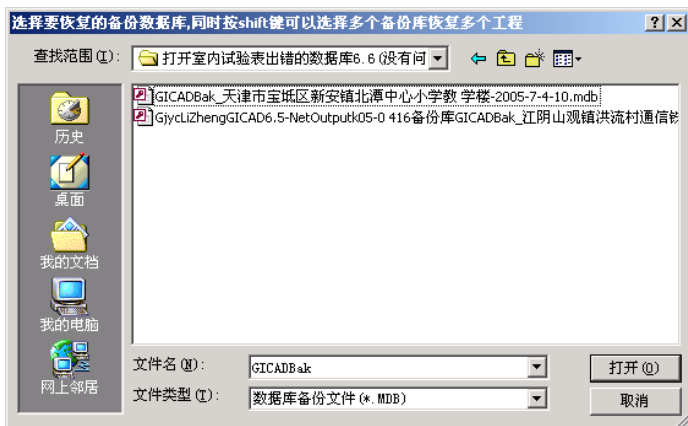 选择要恢复的备份数据库,同时按shift键可以选择多个备份库恢复多个工程
查找范围(I):
打开室内试验表出错的数据库6.6(没有问
GICADBak_天津市宝坻区新安镇北潭中心小学教 学楼-2005-7-4-10.mdb
GjycLiZhengGICAD6.5-NetOutputk05-0 416备份库GICADBak_江阴山观镇洪流村通信
历史
桌面
我的文档
我的电脑
网上邻居
文件名(N):
GICADBak
打开(O)
文件类型(T):
数据库备份文件(*.MDB)
取消